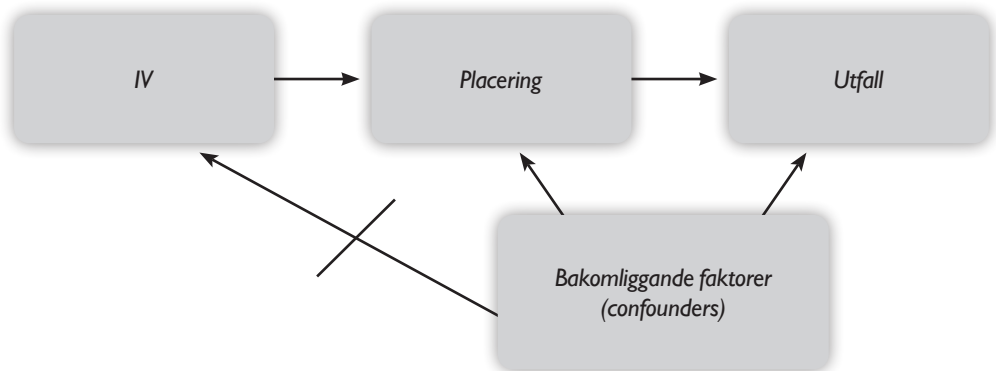 IV
Placering
Utfall
Bakomliggande faktorer
(confounders)